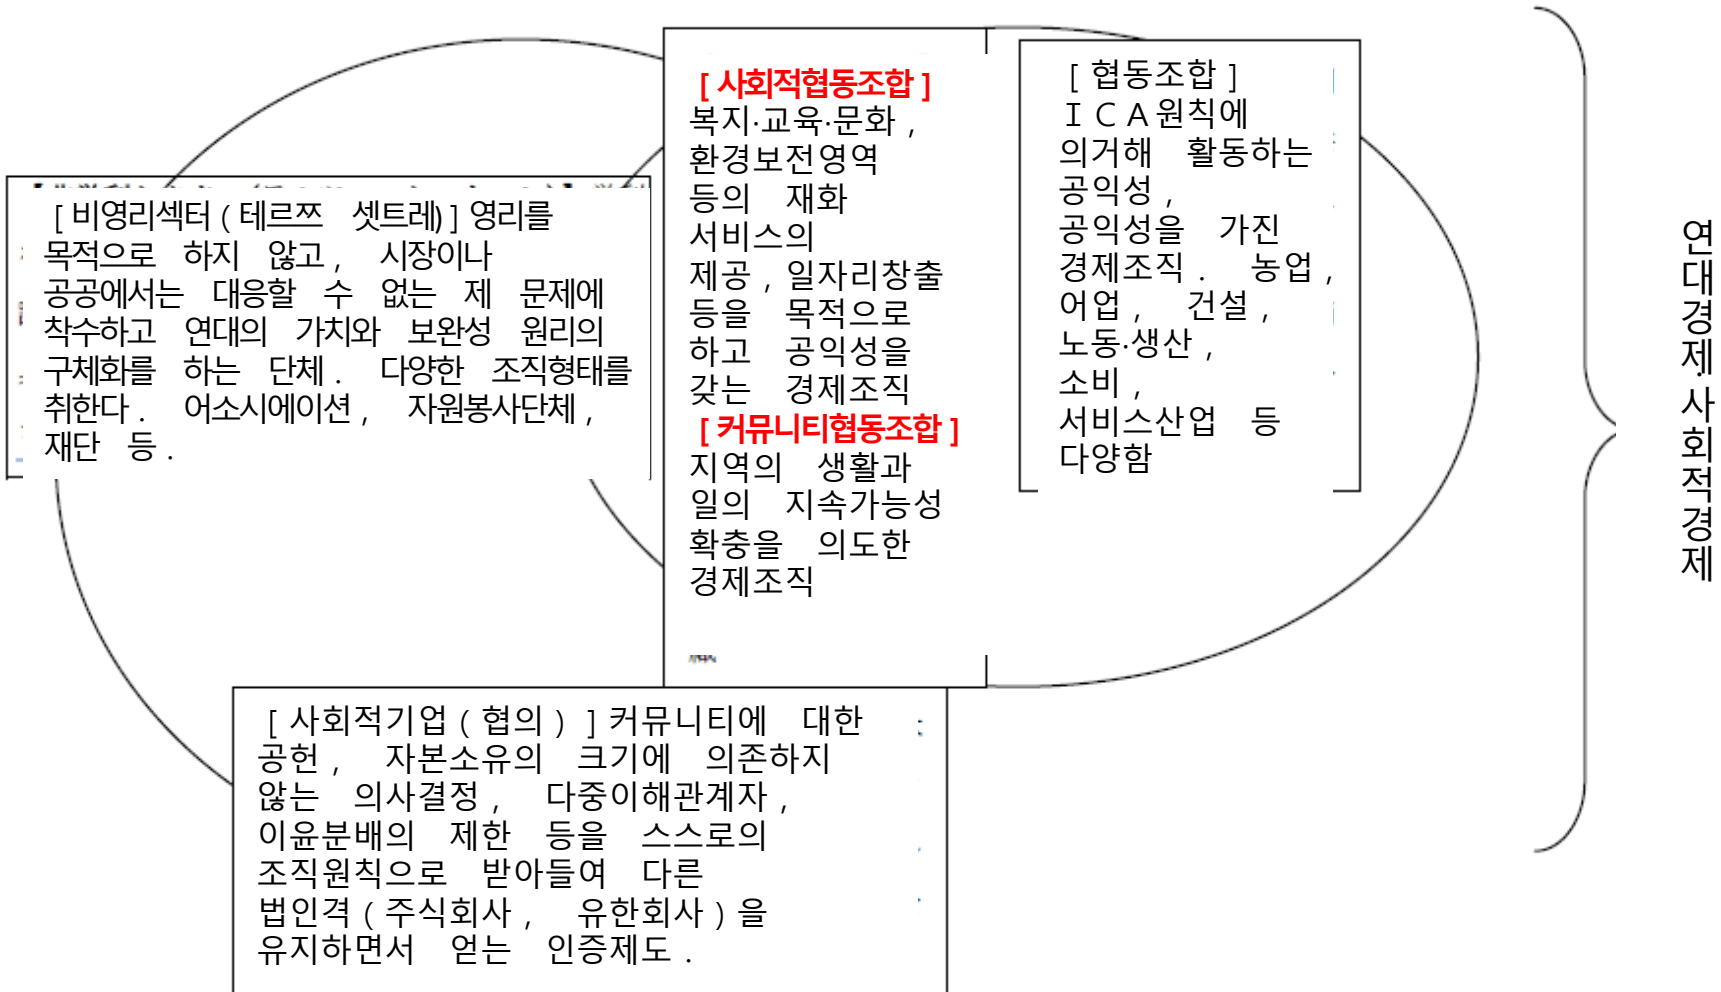 [ 비영리섹터 ( 테르쯔 셋트레) ] 영리를
목적으로 하지 않고 , 시장이나
공공에서는 대응할 수 없는 제 문제에
착수하고 연대의 가치와 보완성 원리의
구체화를 하는 단체 . 다양한 조직형태를
취한다 . 어소시에이션 , 자원봉사단체 ,
재단 등 .
[ 사회적협동조합 ]
복지·교육·문화 ,
환경보전영역
등의 재화
서비스의
제공 , 일자리창출
등을 목적으로
하고 공익성을
갖는 경제조직
[ 커뮤니티협동조합 ]
지역의 생활과
일의 지속가능성
확충을 의도한
경제조직
[ 협동조합 ]
ＩＣＡ원칙에
의거해 활동하는
공익성 ,
공익성을 가진
경제조직 . 농업 ,
어업 , 건설 ,
노동·생산 ,
소비 ,
서비스산업 등
다양함
[ 사회적기업 ( 협의 ) ] 커뮤니티에 대한
공헌 , 자본소유의 크기에 의존하지
않는 의사결정 , 다중이해관계자 ,
이윤분배의 제한 등을 스스로의
조직원칙으로 받아들여 다른
법인격 ( 주식회사 , 유한회사 ) 을
유지하면서 얻는 인증제도 .
연대경제·사회적경제